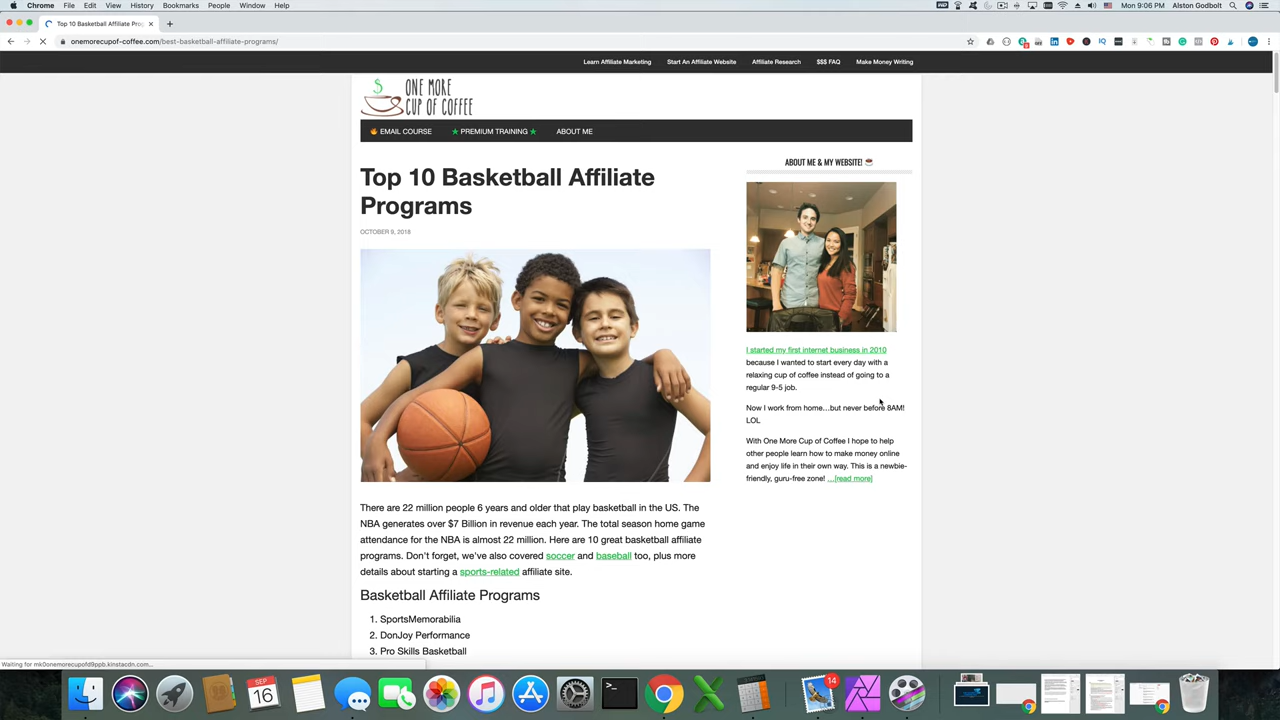 Chrome File Edit View History Bookmarks People Window Help
Mon 9:06 PM Alston Godbolt
Top 10 Basketball Affiliate Pro
onemorecupof-coffee.com/best-basketball-affiliate-programs/
Learn Affiliate Marketing Start An Affiliate Website Affiliate Research $$$ FAQ Make Money Writing
ONE MORE
CUP OF COFFEE
EMAIL COURSE PREMIUM TRAINING ABOUT ME
Top 10 Basketball Affiliate
Programs
OCTOBER 9, 2018
There are 22 million people 6 years and older that play basketball in the US. The
NBA generates over $7 Billion in revenue each year. The total season home game
attendance for the NBA is almost 22 million. Here are 10 great basketball affiliate
programs. Don't forget, we've also covered soccer and baseball too, plus more
details about starting a sports-related affiliate site.
Basketball Affiliate Programs
1. SportsMemorabilia
2. DonJoy Performance
3. Pro Skills Basketball
ABOUT ME & MY WEBSITE!
I started my first internet business in 2010
because I wanted to start every day with a
relaxing cup of coffee instead of going to a
regular 9-5 job.
Now I work from home...but never before 8AM!
LOL
With One More Cup of Coffee I hope to help
other people learn how to make money online
and enjoy life in their own way. This is a newbie-
friendly, guru-free zone! ...[read more]
Waiting for mk0onemorecupofd9ppb.kinstacdn.com...
SEP
16
14